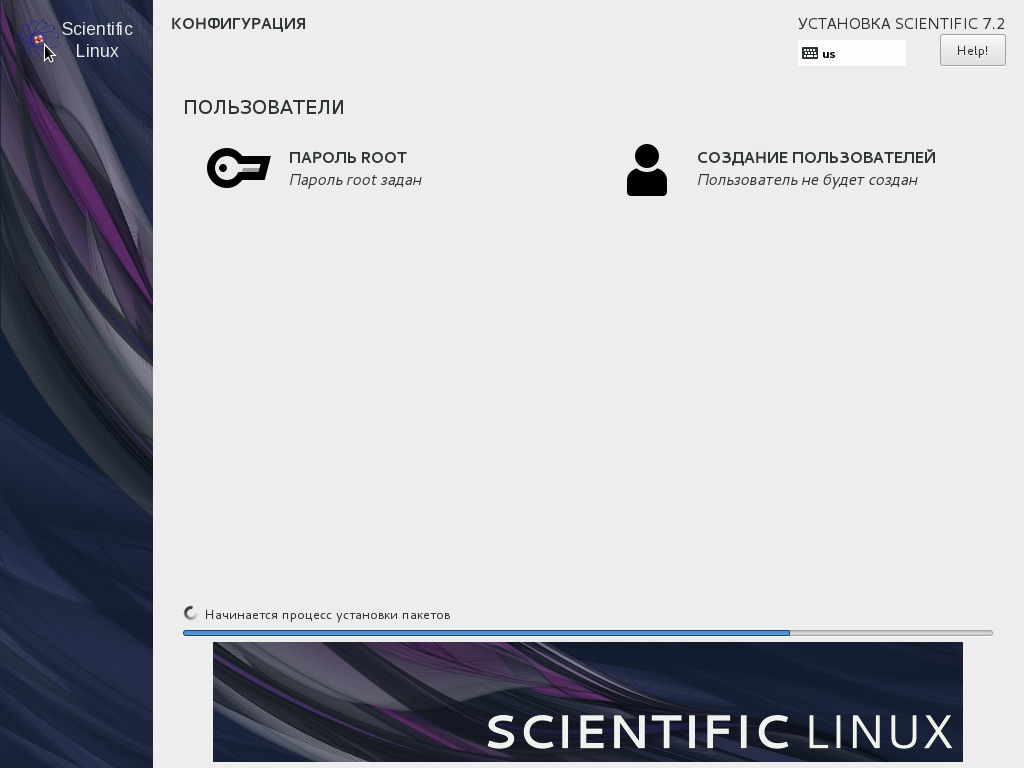 Scientific
Linux
КОНФИГУРАЦИЯ
УСТАНОВКА SCIENTIFIC 7.2
us
Help!
ПОЛЬЗОВАТЕЛИ
ПАРОЛЬ ROOT
Пароль root задан
СОЗДАНИЕ ПОЛЬЗОВАТЕЛЕЙ
Пользователь не будет создан
Начинается процесс установки пакетов
SCIENTIFIC LINUX